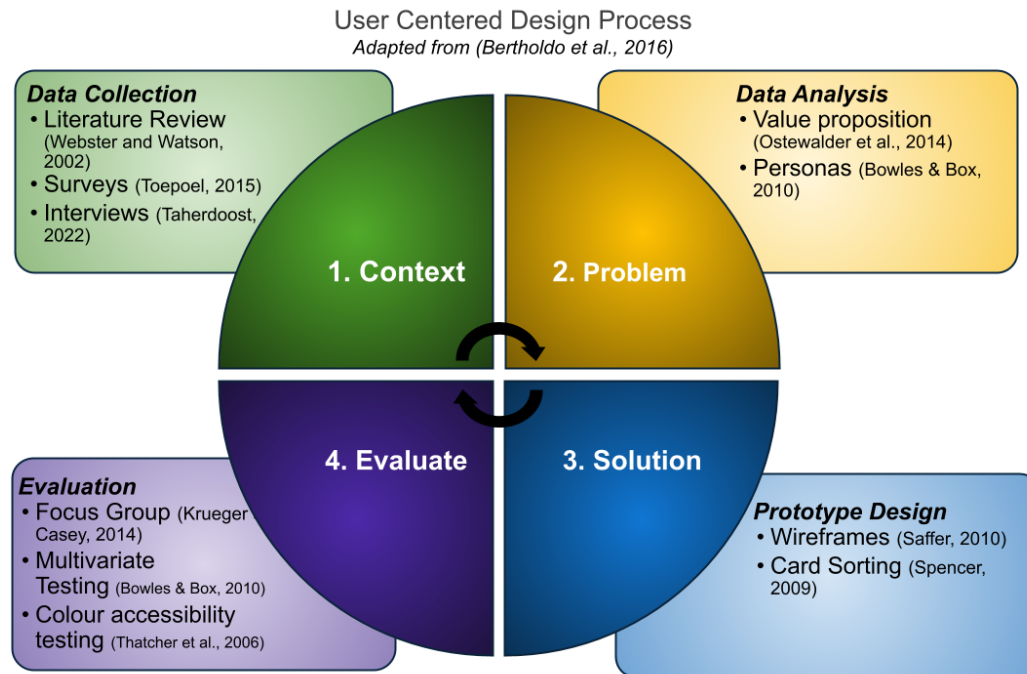 User Centered Design Process
Adapted from (Bertholdo et al., 2016)
Data Collection
• Literature Review
(Webster and Watson,
2002)
• Surveys (Toepoel, 2015)
• Interviews (Taherdoost,
2022)
Data Analysis
• Value proposition
(Ostewalder et al., 2014)
• Personas (Bowles & Box,
2010)
1. Context
2. Problem
4. Evaluate
3. Solution
Evaluation
• Focus Group (Krueger
Casey, 2014)
• Multivariate
Testing (Bowles & Box, 2010)
• Colour accessibility
testing (Thatcher et al., 2006)
Prototype Design
• Wireframes (Saffer, 2010)
• Card Sorting (Spencer,
2009)